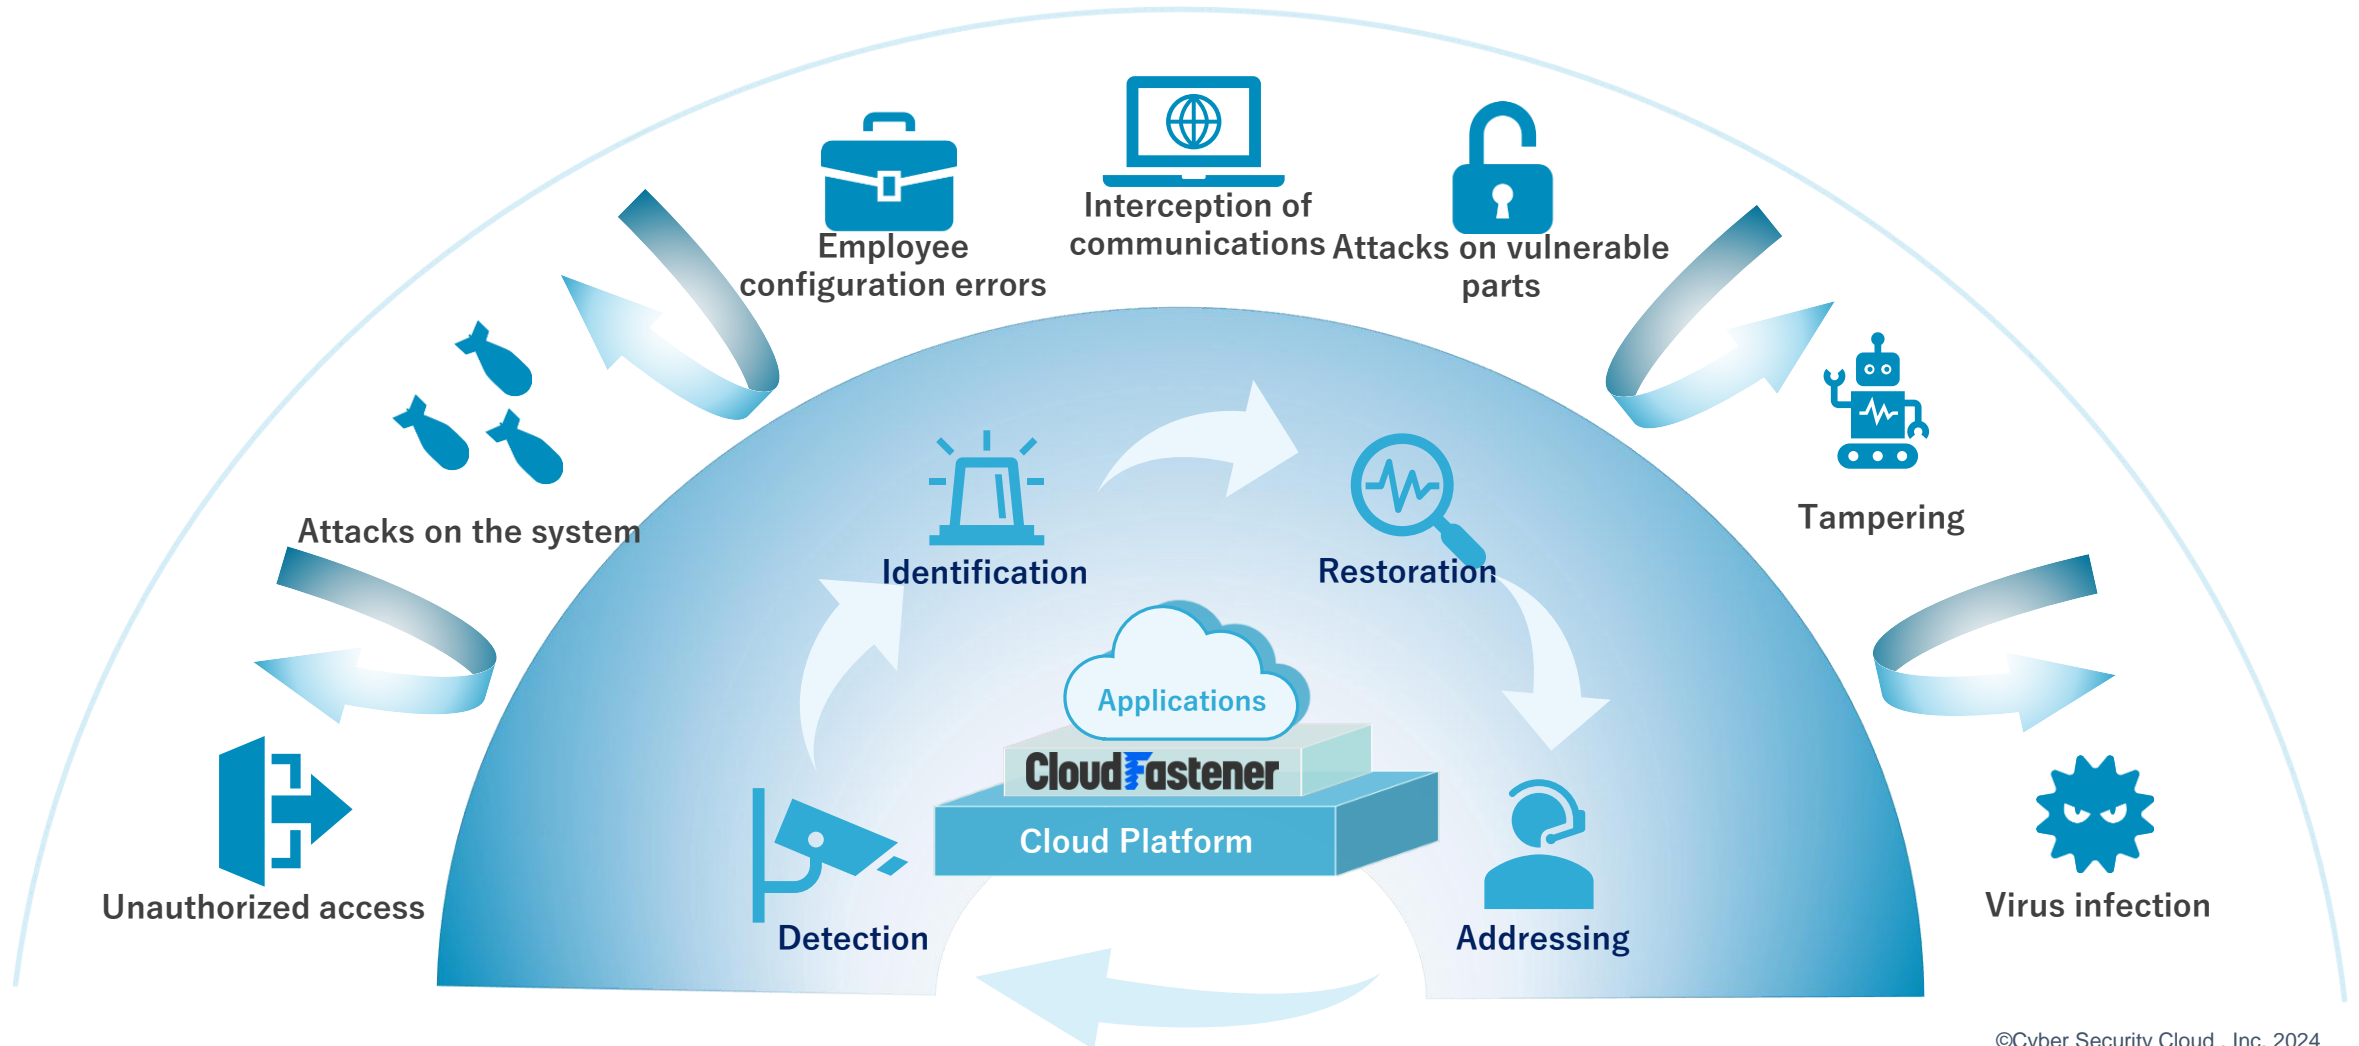 Interception of
communications
Employee
configuration errors
Attacks on vulnerable
parts
Attacks on the system
Tampering
Identification
Restoration
Applications
CloudFastener
Cloud Platform
Unauthorized access
Virus infection
Detection
Addressing
©Cyber Security Cloud , Inc. 2024